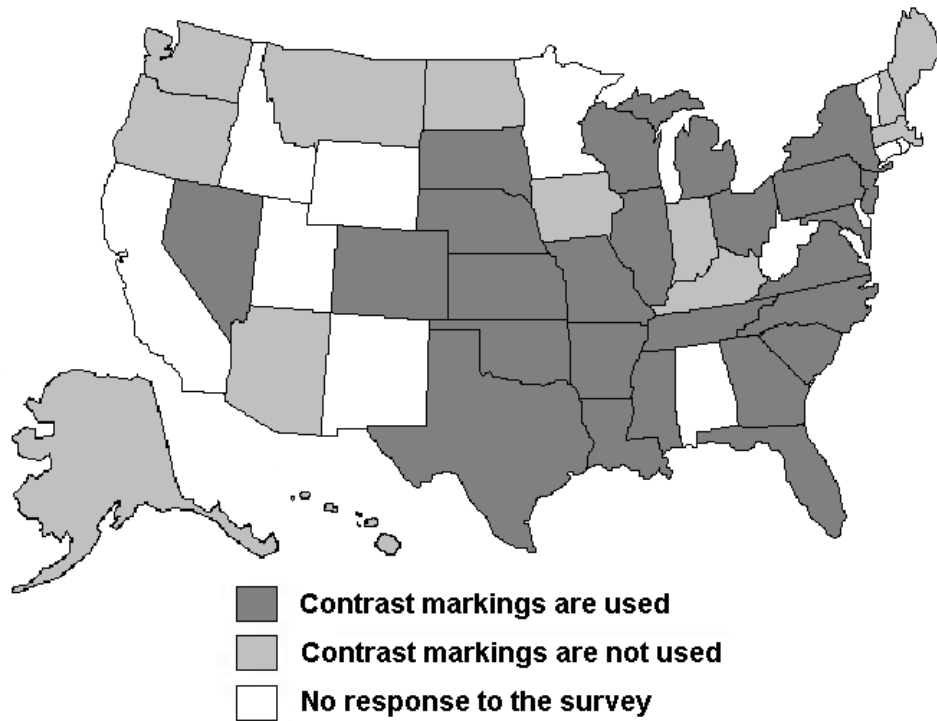 Contrast markings are used
Contrast markings are not used
No response to the survey